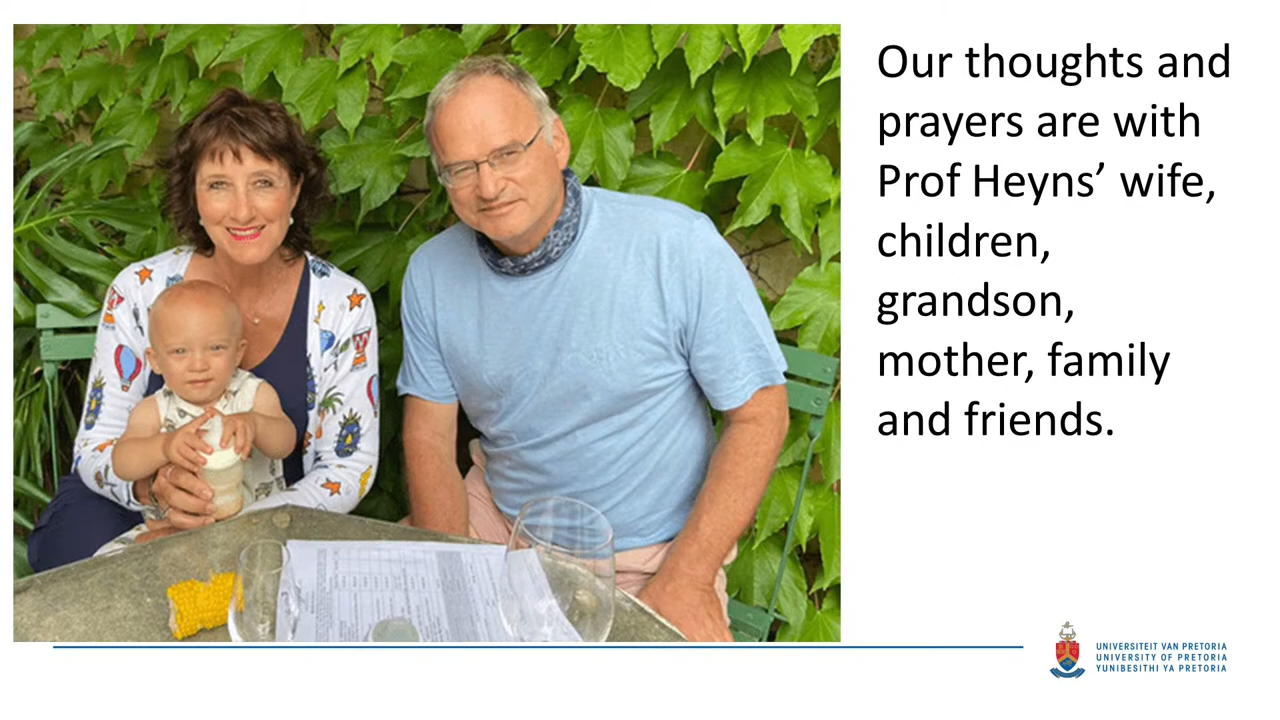 Our thoughts and
prayers are with
Prof Heyns’ wife,
children,
grandson,
mother, family
and friends.
UNIVERSITEIT VAN PRETORIA
UNIVERSITY OF PRETORIA
YUNIBESITHI YA PRETORIA